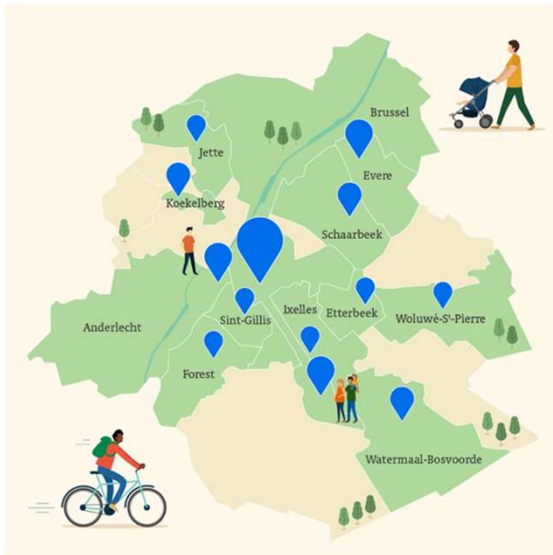 Brussel
Jette
Evere
Koekelberg
Schaarbeek
Ixelles
Etterbeek
Sint-Gillis
Woluwé-Sᵗ-Pierre
Anderlecht
Forest
Watermaal-Bosvoorde